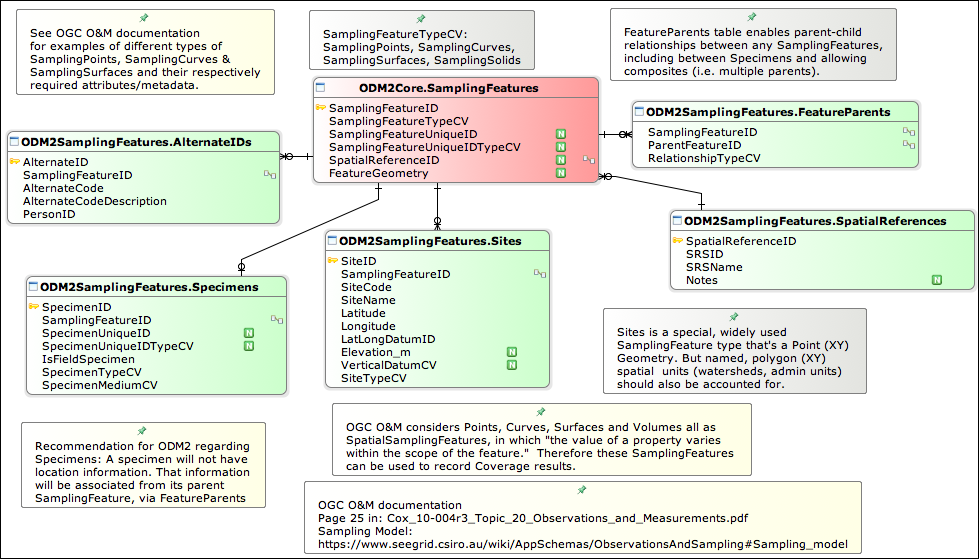 See OGC O&M documentation
for examples of different types of
SamplingPoints, SamplingCurves &
SamplingSurfaces and their respectively
required attributes/metadata.
SamplingFeatureTypeCV:
SamplingPoints, SamplingCurves,
SamplingSurfaces, SamplingSolids
FeatureParents table enables parent-child
relationships between any SamplingFeatures,
including between Specimens and allowing
composites (i.e. multiple parents).
ODM2Core.SamplingFeatures
SamplingFeatureID
SamplingFeatureTypeCV
SamplingFeatureUniqueID N
SamplingFeatureUniqueIDTypeCV N
SpatialReferenceID N
FeatureGeometry N
ODM2SamplingFeatures.FeatureParents
SamplingFeatureID
ParentFeatureID
RelationshipTypeCV
ODM2SamplingFeatures.AlternateIDs
AlternateID
SamplingFeatureID
AlternateCode
AlternateCodeDescription
PersonID
ODM2SamplingFeatures.SpatialReferences
SpatialReferenceID
SRSID
SRSName
Notes N
ODM2SamplingFeatures.Sites
SiteID
SamplingFeatureID
SiteCode
SiteName
Latitude
Longitude
LatLongDatumID
Elevation_m N
VerticalDatumCV N
SiteTypeCV
ODM2SamplingFeatures.Specimens
SpecimenID
SamplingFeatureID
SpecimenUniqueID N
SpecimenUniqueIDTypeCV N
IsFieldSpecimen
SpecimenTypeCV
SpecimenMediumCV
Sites is a special, widely used
SamplingFeature type that's a Point (XY)
Geometry. But named, polygon (XY)
spatial units (watersheds, admin units)
should also be accounted for.
Recommendation for ODM2 regarding
Specimens: A specimen will not have
location information. That information
will be associated from its parent
SamplingFeature, via FeatureParents
OGC O&M considers Points, Curves, Surfaces and Volumes all as
SpatialSamplingFeatures, in which "the value of a property varies
within the scope of the feature." Therefore these SamplingFeatures
can be used to record Coverage results.
OGC O&M documentation
Page 25 in: Cox_10-004r3_Topic_20_Observations_and_Measurements.pdf
Sampling Model:
https://www.seegrid.csiro.au/wiki/AppSchemas/ObservationsAndSampling#Sampling_model